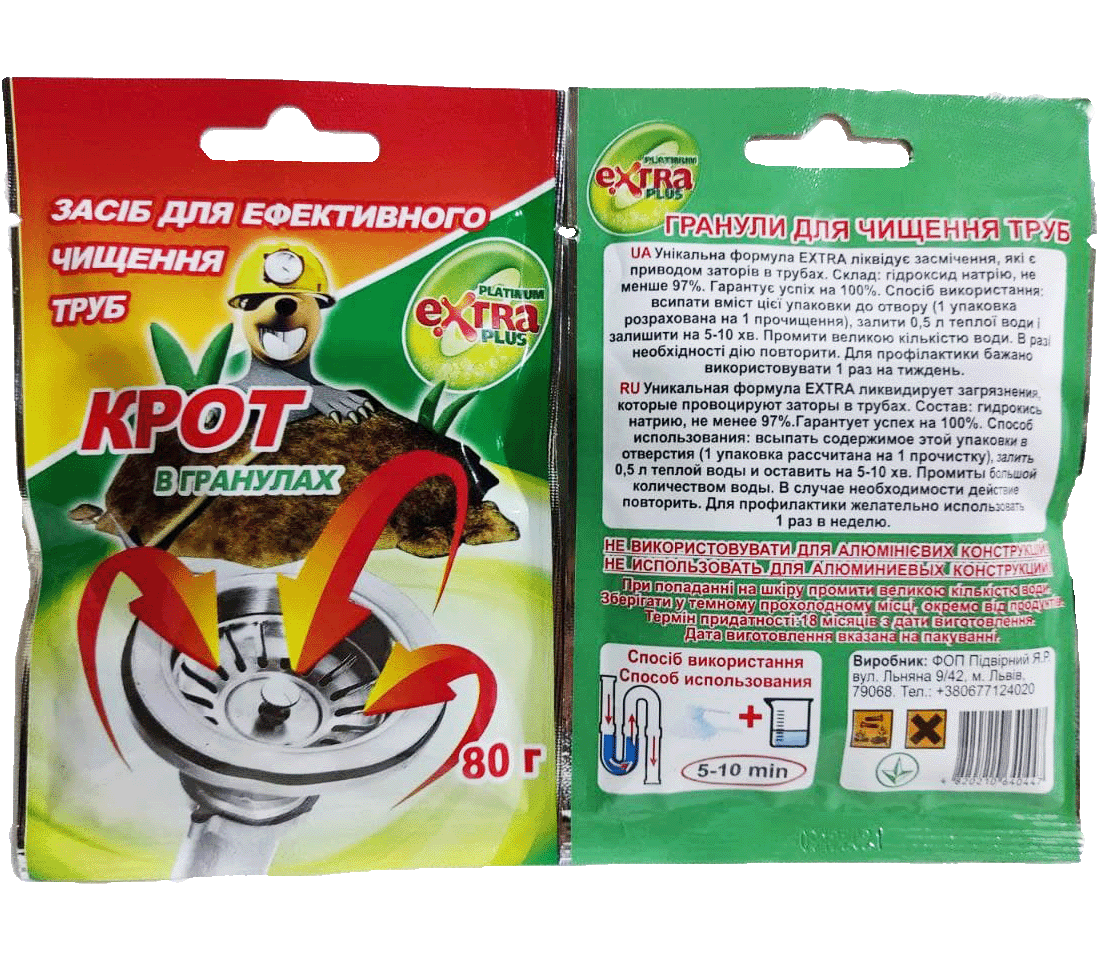 ЗАСІБ ДЛЯ ЕФЕКТИВНОГО
ЧИЩЕННЯ
ТРУБ
PLATINUM
eXTRA
PLUS
КРОТ
В ГРАНУЛАХ
80 г
PLATINUM
eXTRA
PLUS
ГРАНУЛИ ДЛЯ ЧИЩЕННЯ ТРУБ
UA Унікальна формула EXTRA ліквідує засмічення, які є
приводом заторів в трубах. Склад: гідроксид натрію, не
менше 97%. Гарантує успіх на 100%. Спосіб використання:
всипати вміст цієї упаковки до отвору (1 упаковка
розрахована на 1 прочищення), залити 0,5 л теплої води і
залишити на 5-10 хв. Промити великою кількістю води. В разі
необхідності дію повторити. Для профілактики бажано
використовувати 1 раз на тиждень.
RU Уникальная формула EXTRA ликвидирует загрязнения,
которые провоцируют заторы в трубах. Состав: гидрокись
натрию, не менее 97%.Гарантует успех на 100%. Способ
использования: всыпать содержимое этой упаковки в
отверстия (1 упаковка рассчитана на 1 прочистку), залить
0,5 л теплой воды и оставить на 5-10 хв. Промиты большой
количеством воды. В случае необходимости действие
повторить. Для профилактики желательно использовать
1 раз в неделю.
НЕ ВИКОРИСТОВУВАТИ ДЛЯ АЛЮМІНІЄВИХ КОНСТРУКЦІЙ
НЕ ИСПОЛЬЗОВАТЬ ДЛЯ АЛЮМИНИЕВЫХ КОНСТРУКЦИЙ
При попаданні на шкіру промити великою кількістю води.
Зберігати у темному прохолодному місці, окремо від продуктів.
Термін придатності:18 місяців з дати виготовлення.
Дата виготовлення вказана на пакуванні.
Спосіб використання
Способ использования
+
5-10 min
Виробник: ФОП Підвірний Я.Р.
вул. Льняна 9/42, м. Львів,
79068. Тел.: +380677124020
4 820210 640447